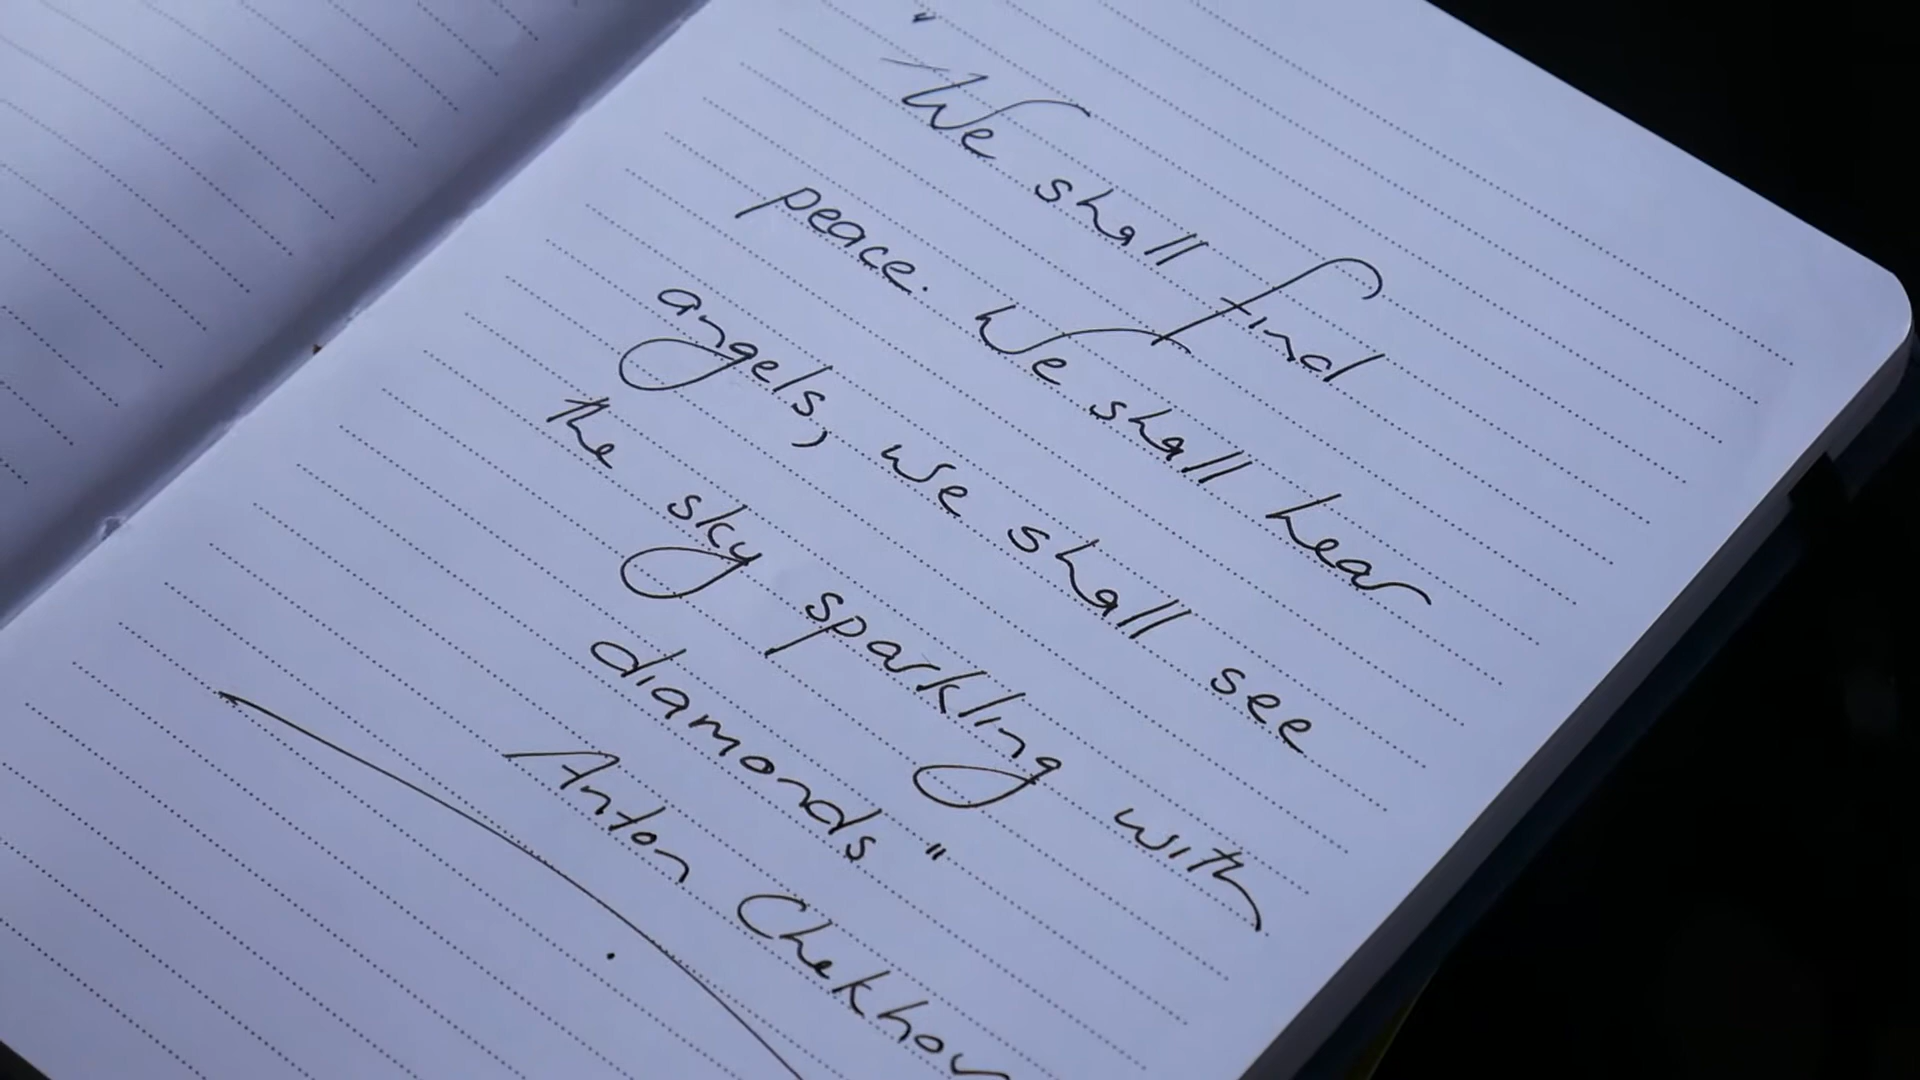 "We shall find
peace. We shall hear
angels, we shall see
the sky sparkling with
diamonds"
Anton Chekhov